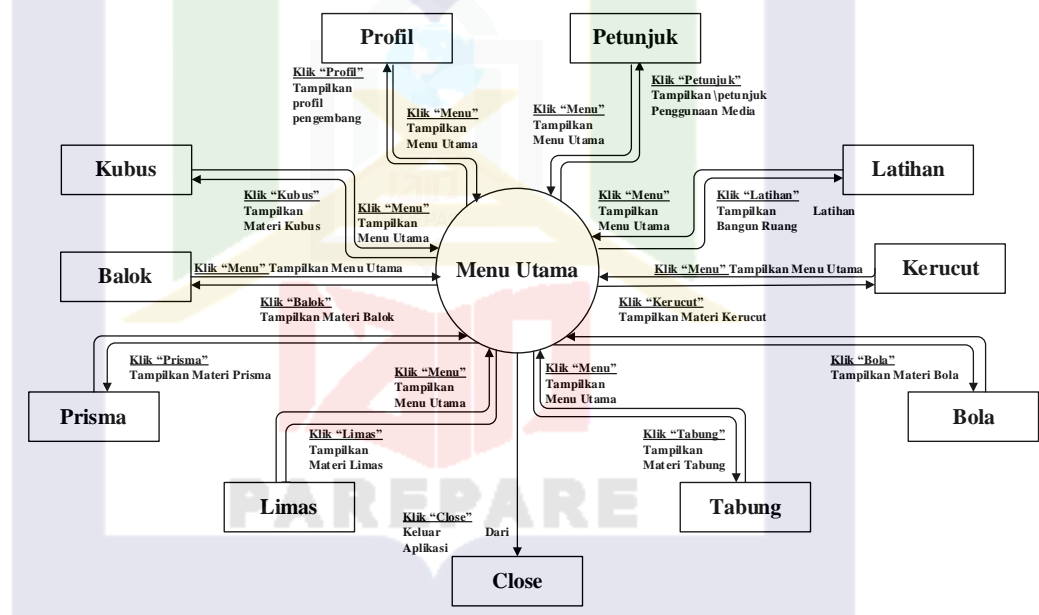 Profil
Petunjuk
Klik “Profil”
Tampilkan
profil
pengembang
Klik “Menu”
Tampilkan
Menu Utama
Klik “Menu”
Tampilkan
Menu Utama
Klik “Petunjuk”
Tampilkan \petunjuk
Penggunaan Media
Kubus
Latihan
Klik “Kubus”
Tampilkan
Materi Kubus
Klik “Menu”
Tampilkan
Menu Utama
Klik “Menu”
Tampilkan
Menu Utama
Klik “Latihan”
Tampilkan Latihan
Bangun Ruang
Balok
Klik “Menu” Tampilkan Menu Utama
Menu Utama
Klik “Menu” Tampilkan Menu Utama
Kerucut
Klik “Balok”
Tampilkan Materi Balok
Klik “Kerucut”
Tampilkan Materi Kerucut
Klik “Prisma”
Tampilkan Materi Prisma
Klik “Menu”
Tampilkan
Menu Utama
Klik “Menu”
Tampilkan
Menu Utama
Klik “Bola”
Tampilkan Materi Bola
Prisma
Bola
Klik “Limas”
Tampilkan
Materi Limas
Klik “Tabung”
Tampilkan
Materi Tabung
Limas
Tabung
PAREPARE
Klik “Close”
Keluar Dari
Aplikasi
Close